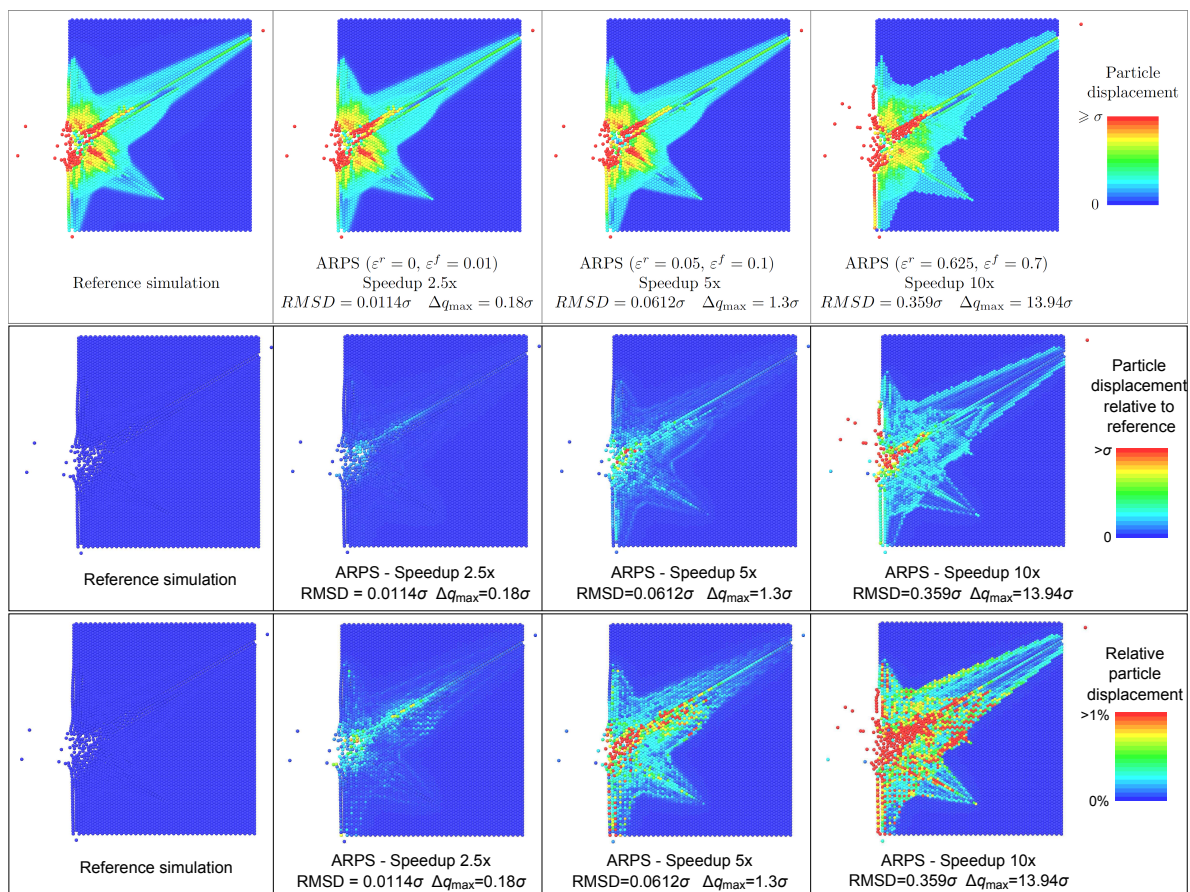 Particle
displacement
⩾ σ
0
Reference simulation
ARPS (εʳ = 0, εᶠ = 0.01)
Speedup 2.5x
RMSD = 0.0114σ Δq_max = 0.18σ
ARPS (εʳ = 0.05, εᶠ = 0.1)
Speedup 5x
RMSD = 0.0612σ Δq_max = 1.3σ
ARPS (εʳ = 0.625, εᶠ = 0.7)
Speedup 10x
RMSD = 0.359σ Δq_max = 13.94σ
Particle
displacement
relative to
reference
>σ
0
Reference simulation
ARPS - Speedup 2.5x
RMSD = 0.0114σ Δq_max=0.18σ
ARPS - Speedup 5x
RMSD=0.0612σ Δq_max=1.3σ
ARPS - Speedup 10x
RMSD=0.359σ Δq_max=13.94σ
Relative
particle
displacement
>1%
0%
Reference simulation
ARPS - Speedup 2.5x
RMSD = 0.0114σ Δq_max=0.18σ
ARPS - Speedup 5x
RMSD=0.0612σ Δq_max=1.3σ
ARPS - Speedup 10x
RMSD=0.359σ Δq_max=13.94σ